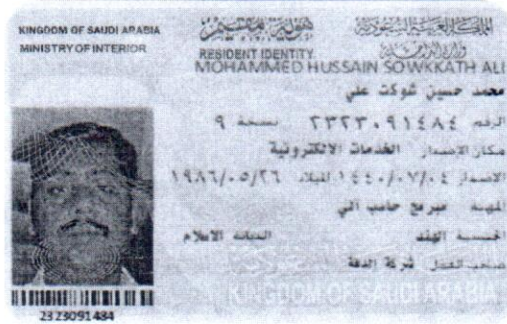 KINGDOM OF SAUDI ARABIA
MINISTRY OF INTERIOR
هوية مقيم
RESIDENT IDENTITY
المملكة العربية السعودية
وزارة الداخلية
MOHAMMED HUSSAIN SOWKKATH ALI
محمد حسين شوكت علي
الرقم ٢٣٢٣٠٩١٤٨٤ نسخة ٩
مكان الاصدار الخدمات الالكترونية
الاصدار ١٤٤٠/٠٧/٠٤ الميلاد ١٩٨٦/٠٥/٢٦
المهنة مبرمج حاسب الي
الجنسية الهند الديانة الاسلام
صاحب العمل شركة الدقة
KINGDOM OF SAUDI ARABIA
2323091484